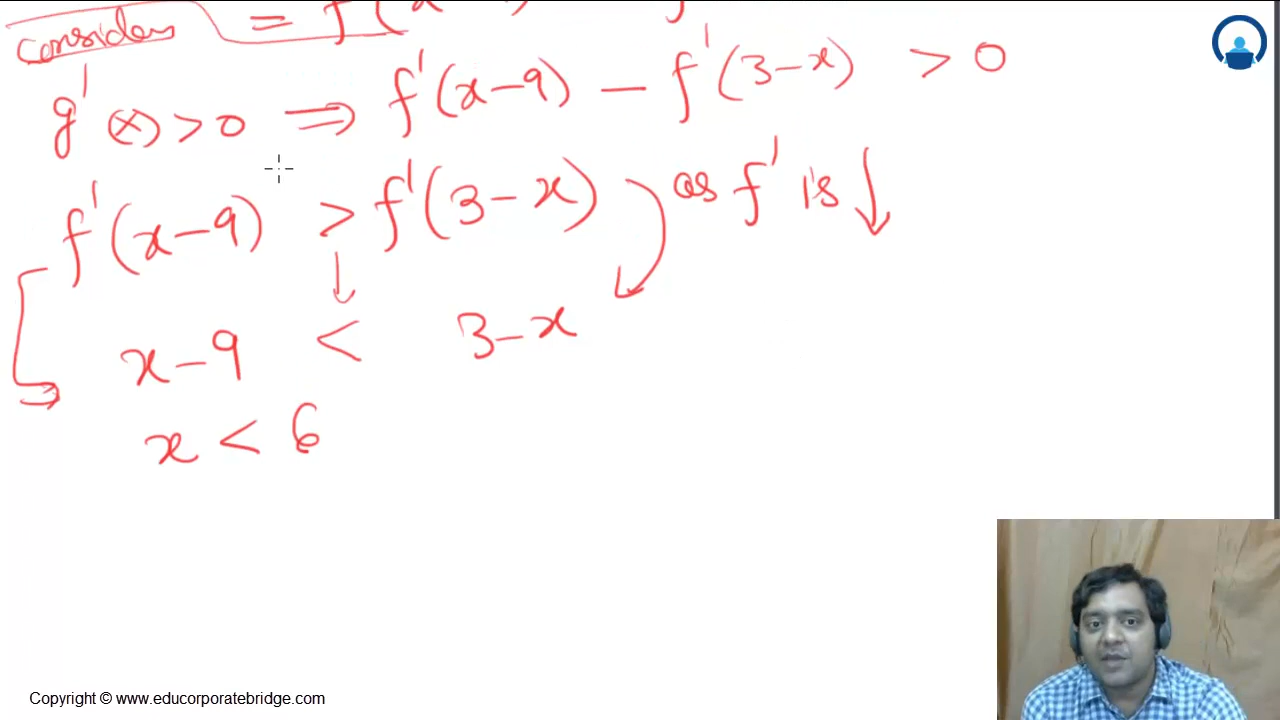 = f'(x
consider
g'(x) > 0 ⇒ f'(x-9) - f'(3-x) > 0
f'(x-9) > f'(3-x) as f' is ↓
x-9 < 3-x
x < 6
Copyright © www.educorporatebridge.com